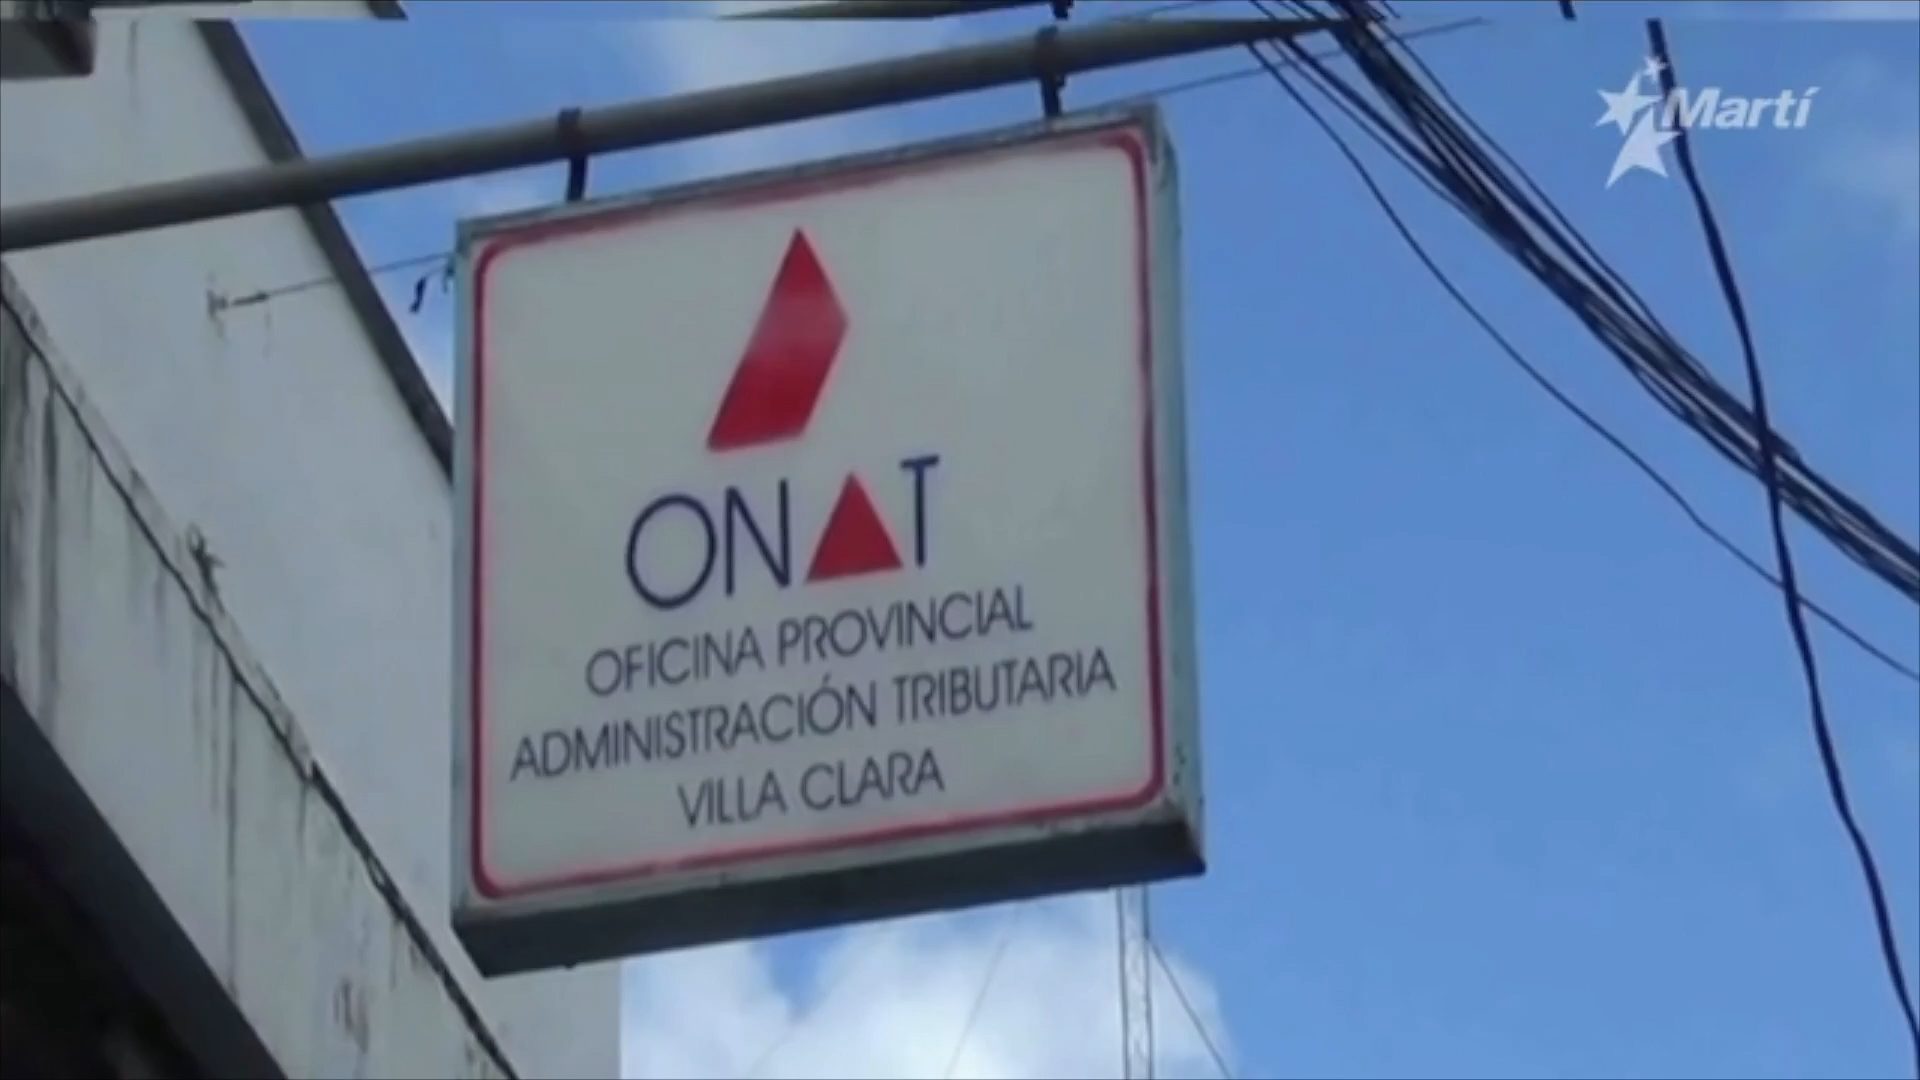 Martí
ONAT
OFICINA PROVINCIAL
ADMINISTRACIÓN TRIBUTARIA
VILLA CLARA